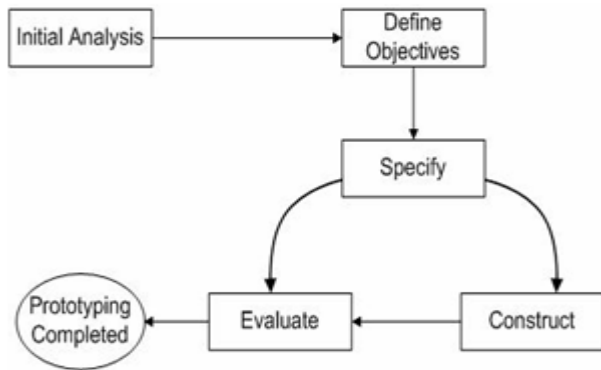 Initial Analysis
Define
Objectives
Specify
Prototyping
Completed
Evaluate
Construct